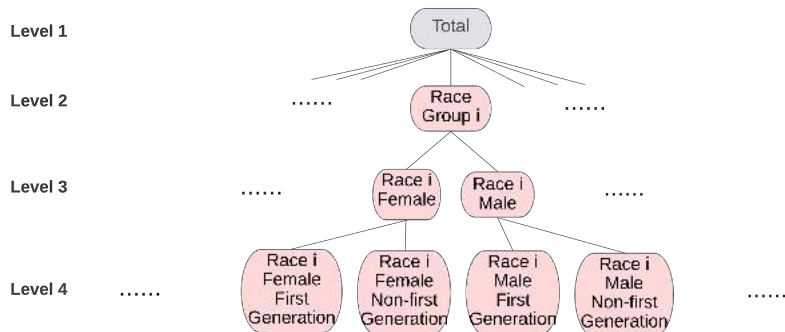 Level 1
Total
Level 2
......
Race
Group i
......
Level 3
......
Race i
Female
Race i
Male
......
Level 4
......
Race i
Female
First
Generation
Race i
Female
Non-first
Generation
Race i
Male
First
Generation
Race i
Male
Non-first
Generation
......